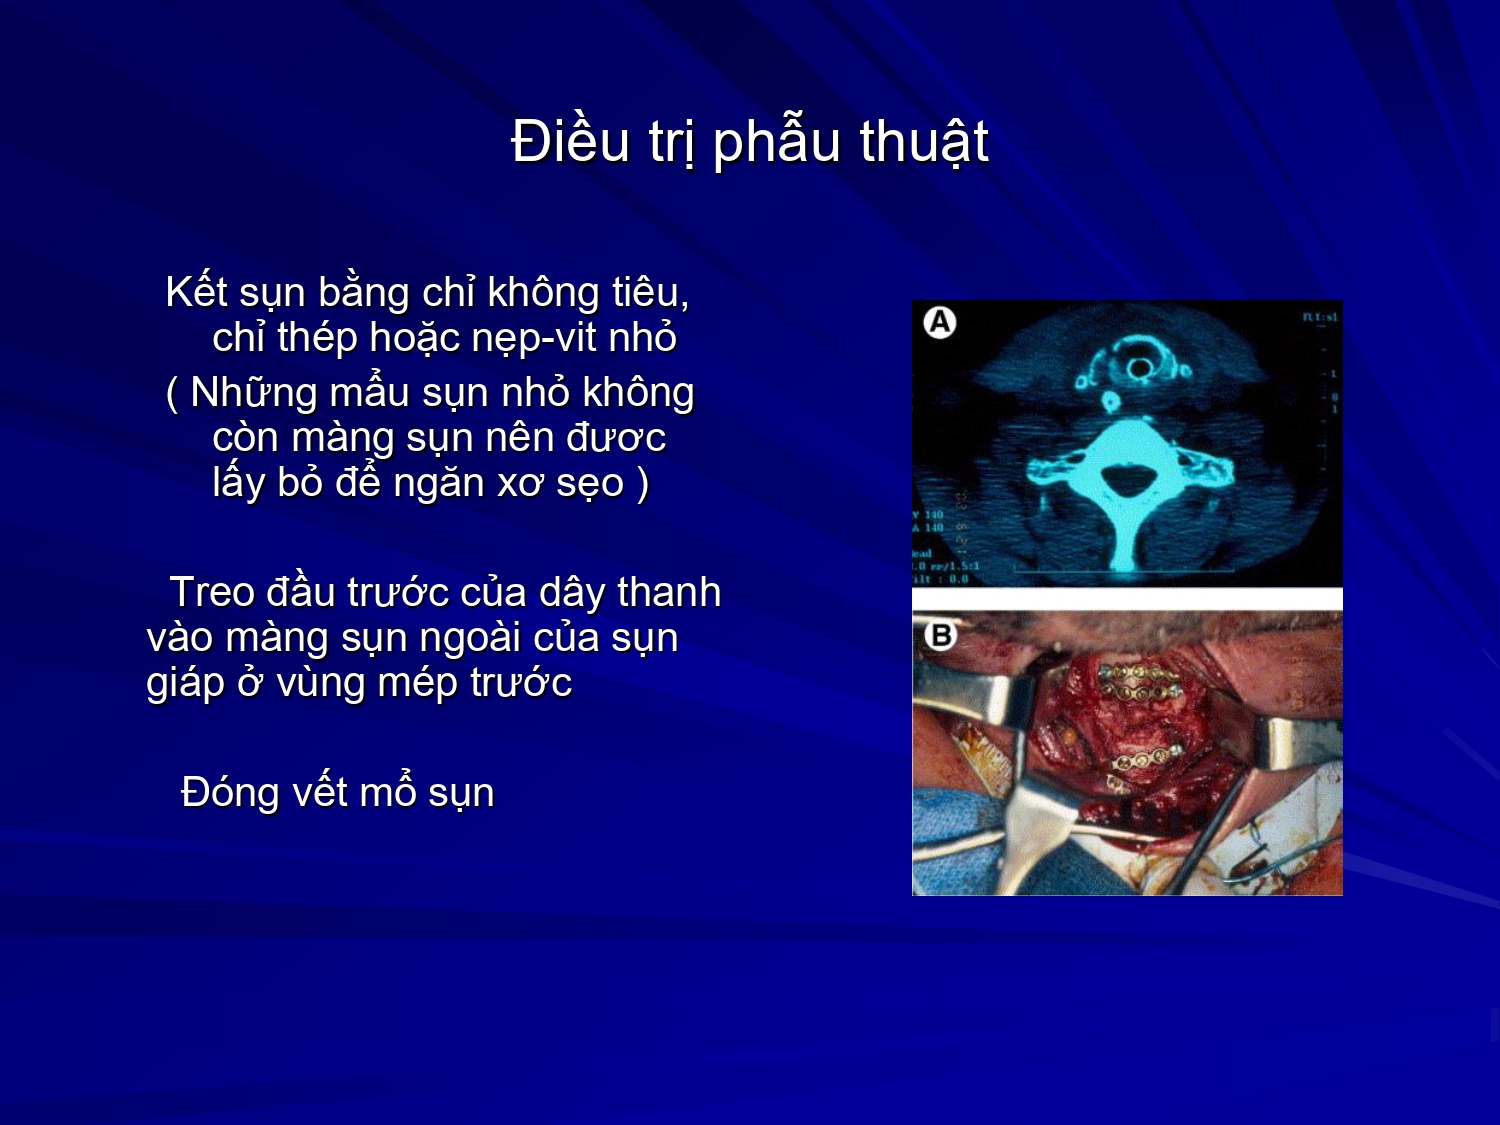 Điều trị phẫu thuật
Kết sụn bằng chỉ không tiêu,
chỉ thép hoặc nẹp-vit nhỏ
( Những mẩu sụn nhỏ không
còn màng sụn nên đươc
lấy bỏ để ngăn xơ sẹo )
Treo đầu trước của dây thanh
vào màng sụn ngoài của sụn
giáp ở vùng mép trước
Đóng vết mổ sụn
A
B